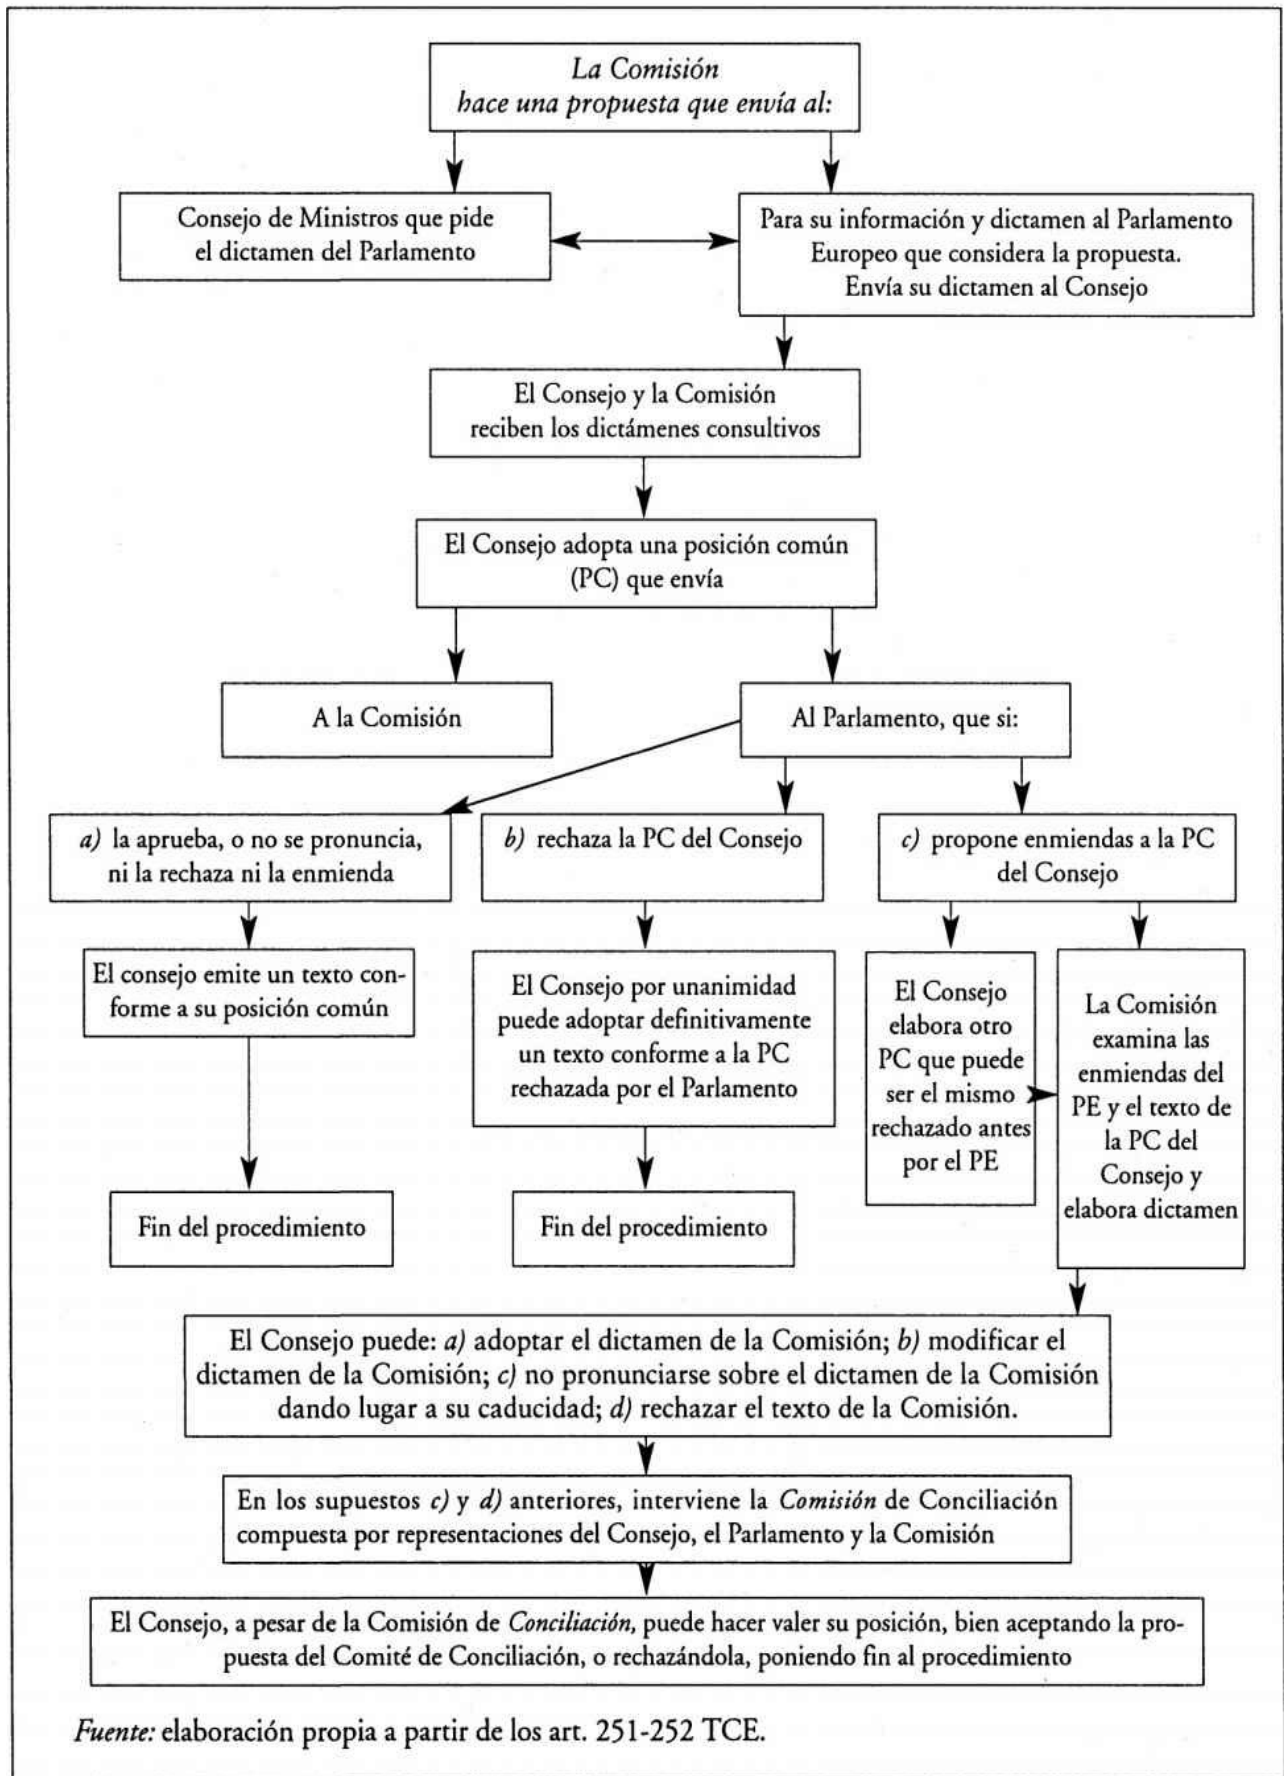 La Comisión
hace una propuesta que envía al:
Consejo de Ministros que pide
el dictamen del Parlamento
Para su información y dictamen al Parlamento
Europeo que considera la propuesta.
Envía su dictamen al Consejo
El Consejo y la Comisión
reciben los dictámenes consultivos
El Consejo adopta una posición común
(PC) que envía
A la Comisión
Al Parlamento, que si:
a) la aprueba, o no se pronuncia,
ni la rechaza ni la enmienda
b) rechaza la PC del Consejo
c) propone enmiendas a la PC
del Consejo
El consejo emite un texto con-
forme a su posición común
El Consejo por unanimidad
puede adoptar definitivamente
un texto conforme a la PC
rechazada por el Parlamento
El Consejo
elabora otro
PC que puede
ser el mismo
rechazado antes
por el PE
La Comisión
examina las
enmiendas del
PE y el texto de
la PC del
Consejo y
elabora dictamen
Fin del procedimiento
Fin del procedimiento
El Consejo puede: a) adoptar el dictamen de la Comisión; b) modificar el
dictamen de la Comisión; c) no pronunciarse sobre el dictamen de la Comisión
dando lugar a su caducidad; d) rechazar el texto de la Comisión.
En los supuestos c) y d) anteriores, interviene la Comisión de Conciliación
compuesta por representaciones del Consejo, el Parlamento y la Comisión
El Consejo, a pesar de la Comisión de Conciliación, puede hacer valer su posición, bien aceptando la pro-
puesta del Comité de Conciliación, o rechazándola, poniendo fin al procedimiento
Fuente: elaboración propia a partir de los art. 251-252 TCE.